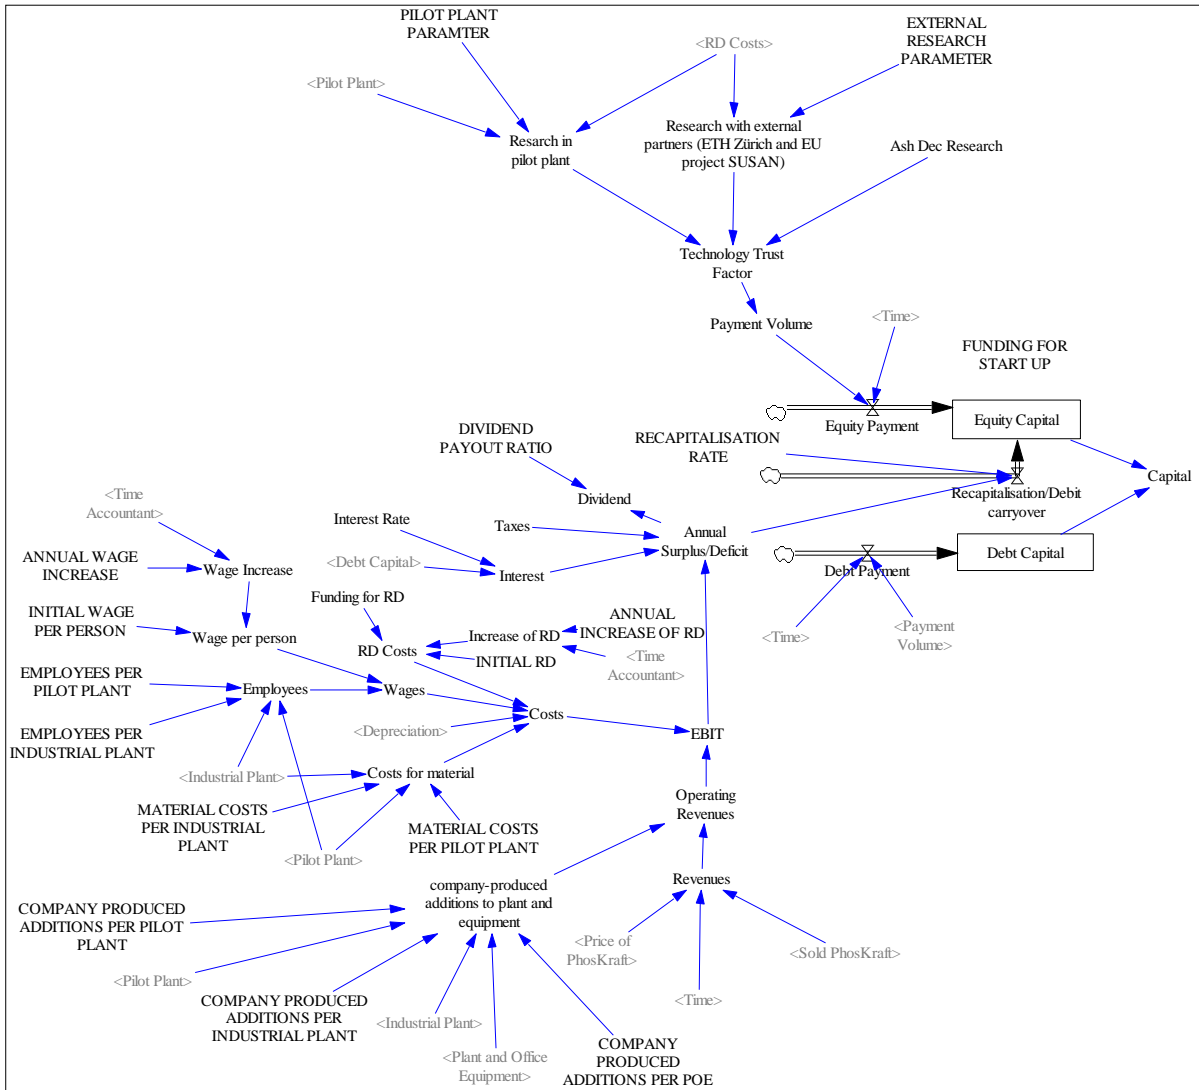 PILOT PLANT
PARAMTER
<RD Costs>
EXTERNAL
RESEARCH
PARAMETER
<Pilot Plant>
Resarch in
pilot plant
Research with external
partners (ETH Zürich and EU
project SUSAN)
Ash Dec Research
Technology Trust
Factor
Payment Volume
<Time>
FUNDING FOR
START UP
Equity Payment
Equity Capital
DIVIDEND
PAYOUT RATIO
RECAPITALISATION
RATE
Recapitalisation/Debit
carryover
Capital
Dividend
<Time
Accountant>
Interest Rate
Taxes
Annual
Surplus/Deficit
<Debt Capital>
Interest
Debt Payment
Debt Capital
ANNUAL WAGE
INCREASE
Wage Increase
Funding for RD
INITIAL WAGE
PER PERSON
Wage per person
RD Costs
Increase of RD
ANNUAL
INCREASE OF RD
INITIAL RD
<Time
Accountant>
<Time>
<Payment
Volume>
EMPLOYEES PER
PILOT PLANT
Employees
Wages
Costs
EMPLOYEES PER
INDUSTRIAL PLANT
<Depreciation>
EBIT
<Industrial Plant>
Costs for material
MATERIAL COSTS
PER INDUSTRIAL
PLANT
MATERIAL COSTS
PER PILOT PLANT
Operating
Revenues
<Pilot Plant>
company-produced
additions to plant and
equipment
Revenues
COMPANY PRODUCED
ADDITIONS PER PILOT
PLANT
<Price of
PhosKraft>
<Sold PhosKraft>
<Pilot Plant>
<Time>
COMPANY PRODUCED
ADDITIONS PER
INDUSTRIAL PLANT
<Industrial Plant>
<Plant and Office
Equipment>
COMPANY
PRODUCED
ADDITIONS PER POE